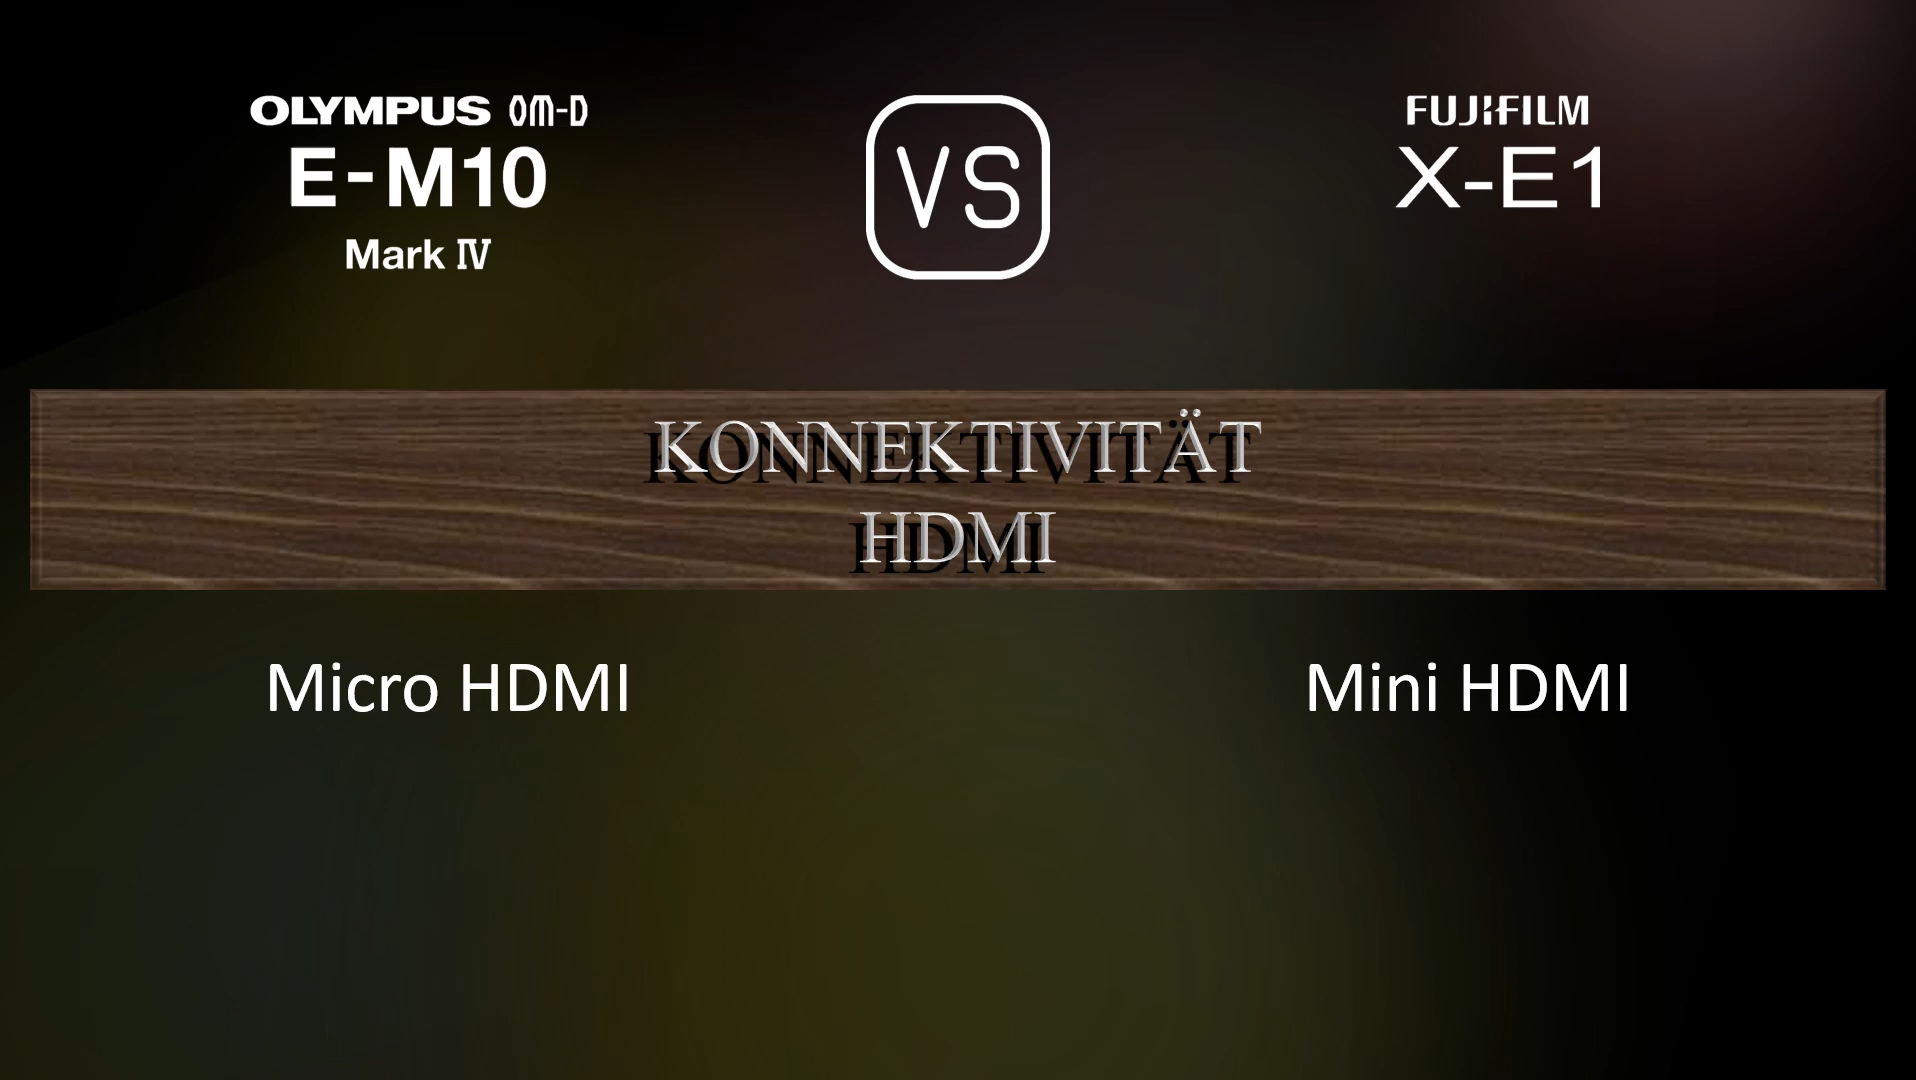 OLYMPUS OM-D
E-M10
Mark IV
VS
FUJIFILM
X-E1
KONNEKTIVITÄT
HDMI
Micro HDMI
Mini HDMI